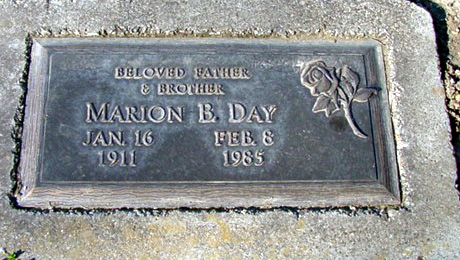 BELOVED FATHER
& BROTHER
MARION B. DAY
JAN. 16 FEB. 8
1911 1985